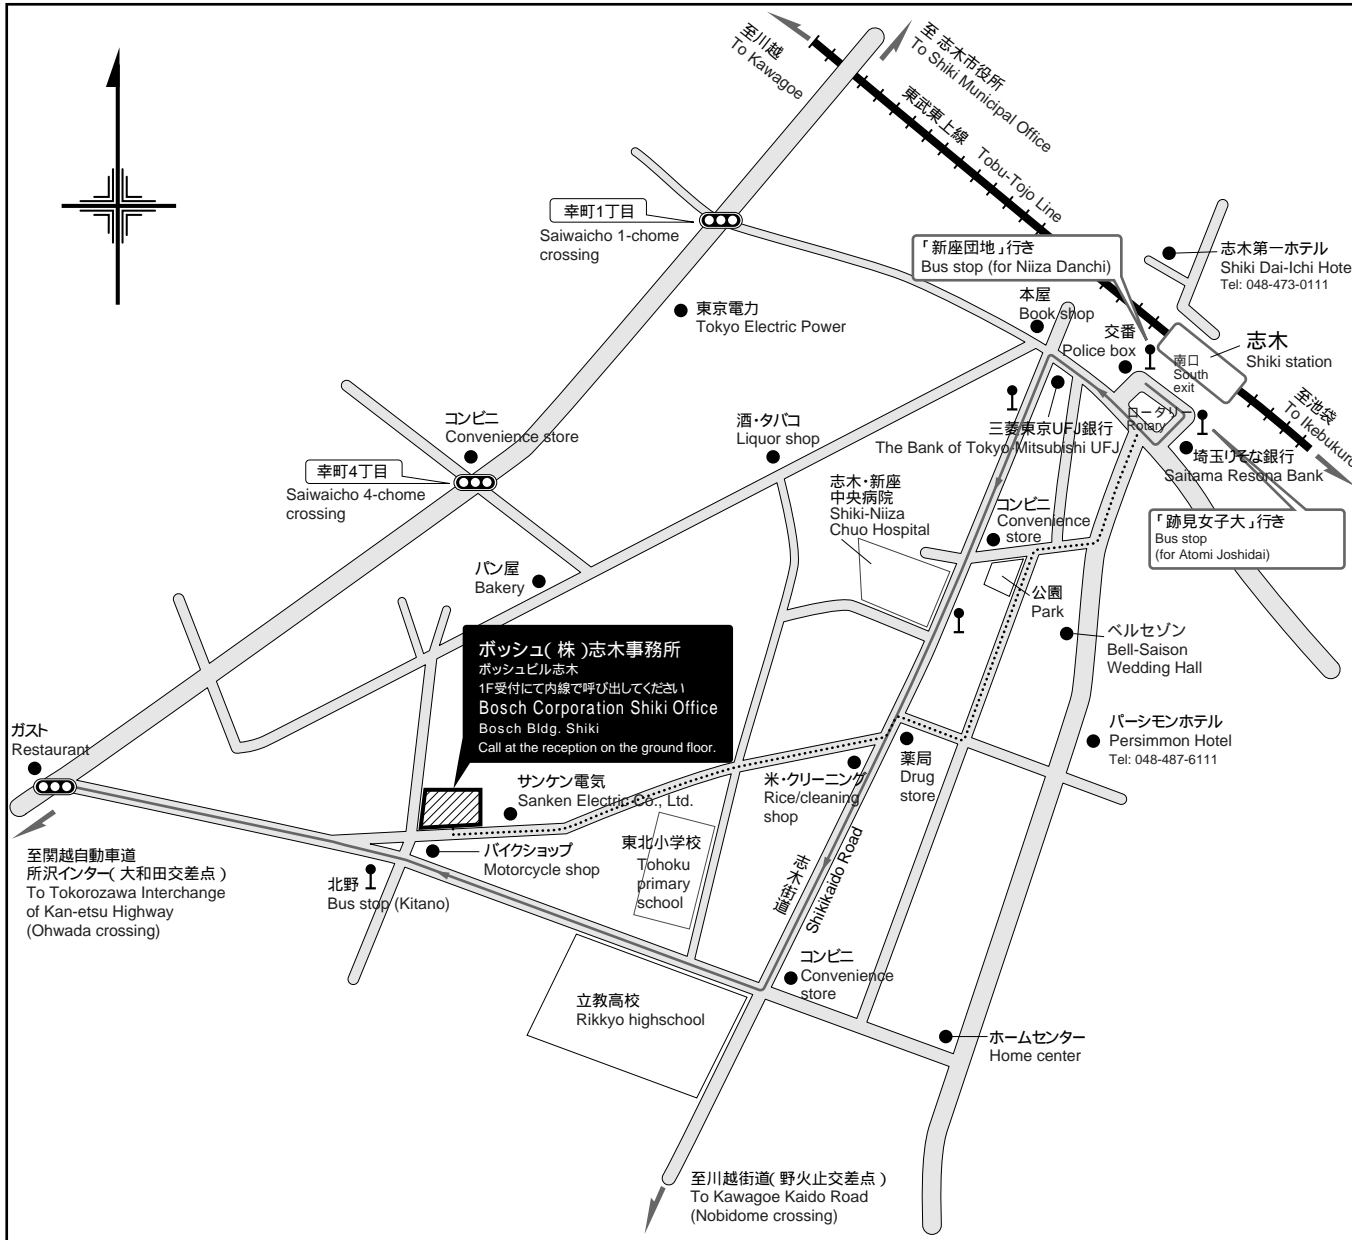 至川越
To Kawagoe
至 志木市役所
To Shiki Municipal Office
東武東上線
Tobu-Tojo Line
幸町1丁目
Saiwaicho 1-chome
crossing
「新座団地」行き
Bus stop (for Niiza Danchi)
志木第一ホテル
Shiki Dai-Ichi Hote
Tel: 048-473-0111
本屋
Book shop
東京電力
Tokyo Electric Power
交番
Police box
志木
Shiki station
南口
South
exit
至池袋
To Ikebukuro
ロータリー
Rotary
コンビニ
Convenience store
酒・タバコ
Liquor shop
三菱東京UFJ銀行
The Bank of Tokyo-Mitsubishi UFJ
埼玉りそな銀行
Saitama Resona Bank
幸町4丁目
Saiwaicho 4-chome
crossing
志木・新座
中央病院
Shiki-Niiza
Chuo Hospital
コンビニ
Convenience
store
「跡見女子大」行き
Bus stop
(for Atomi Joshidai)
パン屋
Bakery
公園
Park
ベルセゾン
Bell-Saison
Wedding Hall
ボッシュ(株)志木事務所
ボッシュビル志木
1F受付にて内線で呼び出してください
Bosch Corporation Shiki Office
Bosch Bldg. Shiki
Call at the reception on the ground floor.
ガスト
Restaurant
パーシモンホテル
Persimmon Hotel
Tel: 048-487-6111
サンケン電気
Sanken Electric Co., Ltd.
米・クリーニング
Rice/cleaning
shop
薬局
Drug
store
至関越自動車道
所沢インター(大和田交差点)
To Tokorozawa Interchange
of Kan-etsu Highway
(Ohwada crossing)
バイクショップ
Motorcycle shop
東北小学校
Tohoku
primary
school
北野
Bus stop (Kitano)
志木街道
Shikikaido Road
コンビニ
Convenience
store
立教高校
Rikkyo highschool
ホームセンター
Home center
至川越街道(野火止交差点)
To Kawagoe Kaido Road
(Nobidome crossing)